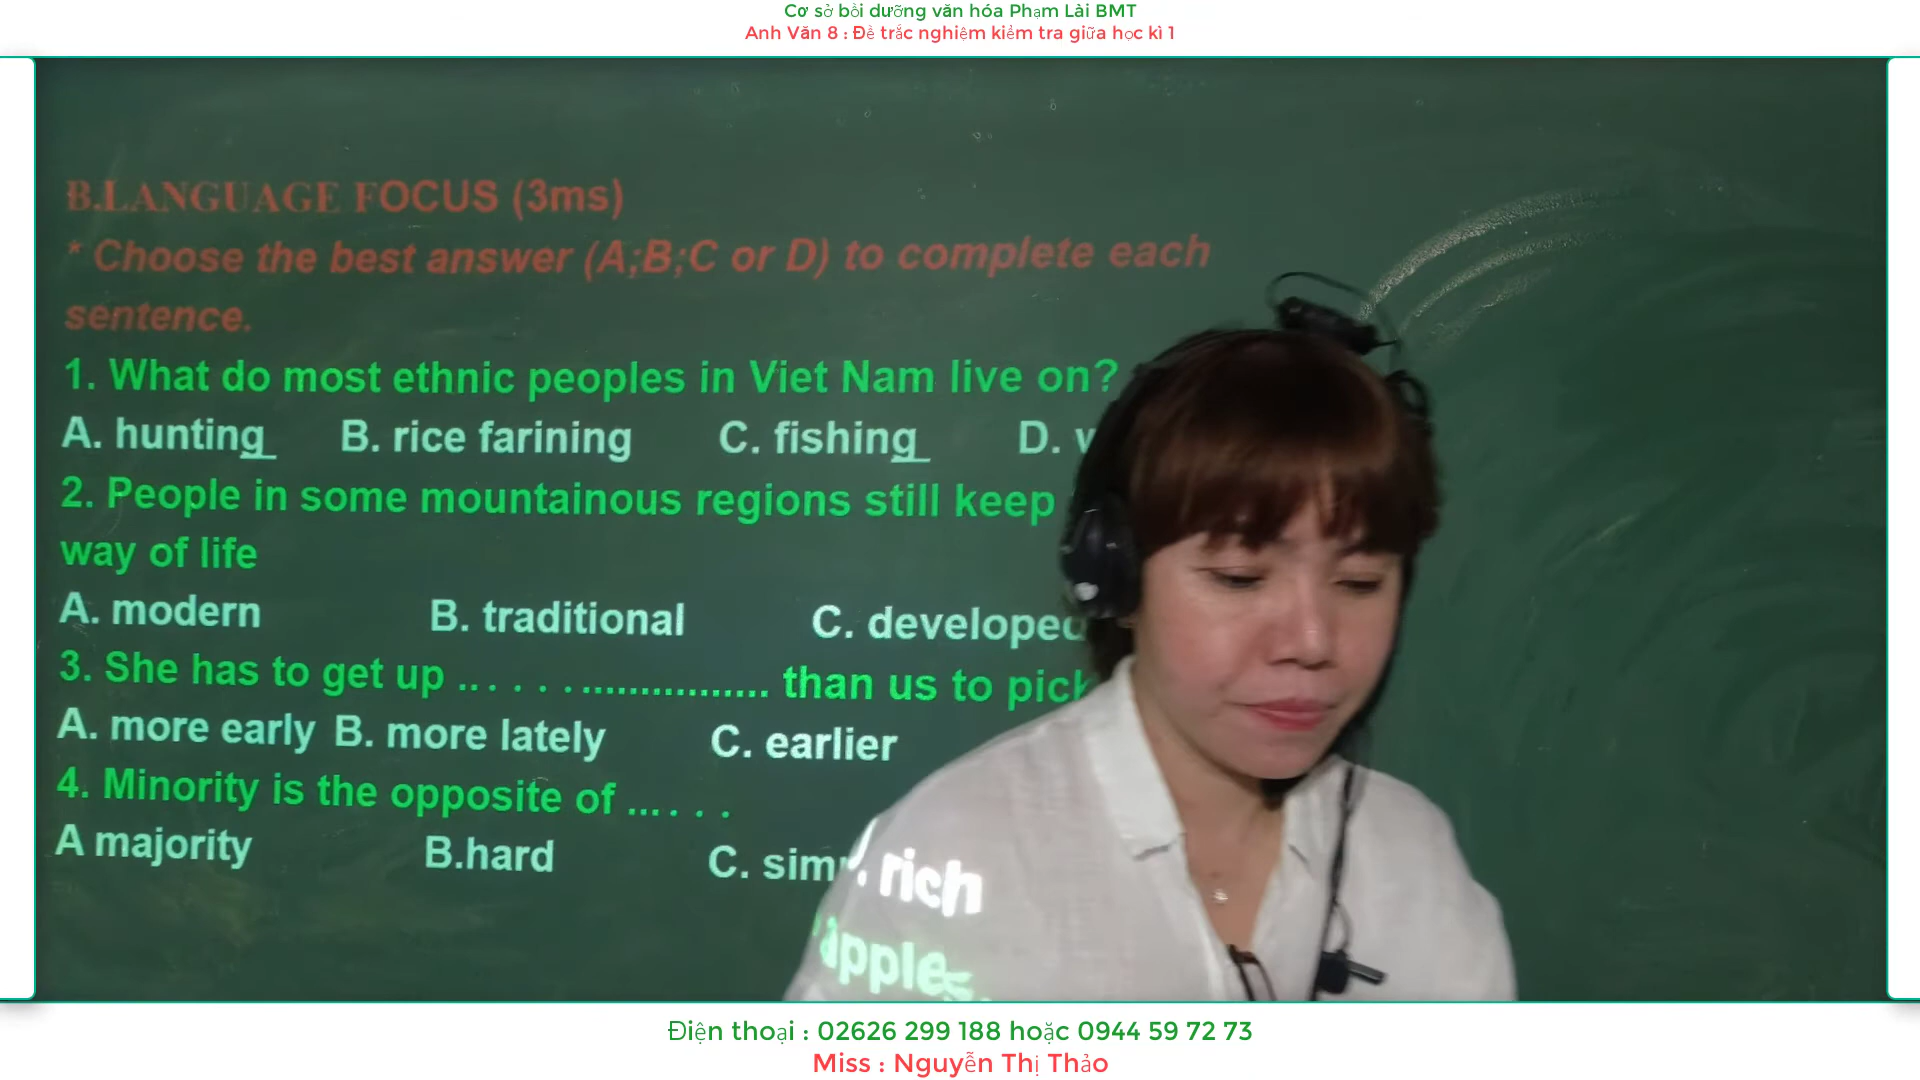 Cơ sở bồi dưỡng văn hóa Phạm Lài BMT
Anh Văn 8 : Đề trắc nghiệm kiểm tra giữa học kì 1
B.LANGUAGE FOCUS (3ms)
* Choose the best answer (A;B;C or D) to complete each
sentence.
1. What do most ethnic peoples in Viet Nam live on?
A. hunting_ B. rice farining C. fishing_ D.
2. People in some mountainous regions still keep
way of life
A. modern B. traditional C. developed
3. She has to get up .. . . . . ................ than us to pick
A. more early B. more lately C. earlier
4. Minority is the opposite of ... . . .
A majority B.hard C. rich
apples
Điện thoại : 02626 299 188 hoặc 0944 59 72 73
Miss : Nguyễn Thị Thảo